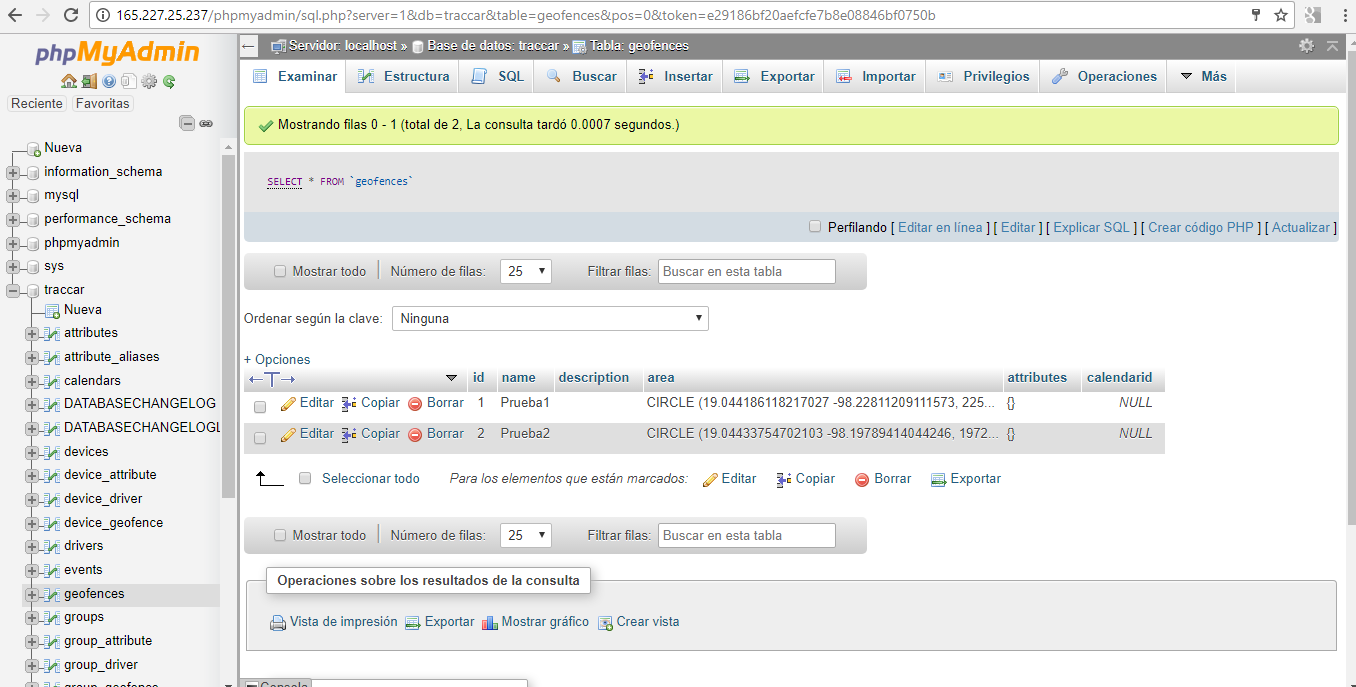 165.227.25.237/phpmyadmin/sql.php?server=1&db=traccar&table=geofences&pos=0&token=e29186bf20aefcfe7b8e08846bf0750b
phpMyAdmin
Reciente Favoritas
Nueva
information_schema
mysql
performance_schema
phpmyadmin
sys
traccar
Nueva
attributes
attribute_aliases
calendars
DATABASECHANGELOG
DATABASECHANGELOGL
devices
device_attribute
device_driver
device_geofence
drivers
events
geofences
groups
group_attribute
group_driver
group_geofence
Servidor: localhost » Base de datos: traccar » Tabla: geofences
Examinar Estructura SQL Buscar Insertar Exportar Importar Privilegios Operaciones Más
Mostrando filas 0 - 1 (total de 2, La consulta tardó 0.0007 segundos.)
SELECT * FROM `geofences`
Perfilando [ Editar en línea ] [ Editar ] [ Explicar SQL ] [ Crear código PHP ] [ Actualizar ]
Mostrar todo Número de filas: 25 Filtrar filas: Buscar en esta tabla
Ordenar según la clave: Ninguna
+ Opciones
←T→ id name description area attributes calendarid
Editar Copiar Borrar 1 Prueba1 CIRCLE (19.044186118217027 -98.22811209111573, 225... {} NULL
Editar Copiar Borrar 2 Prueba2 CIRCLE (19.04433754702103 -98.19789414044246, 1972... {} NULL
Seleccionar todo Para los elementos que están marcados: Editar Copiar Borrar Exportar
Mostrar todo Número de filas: 25 Filtrar filas: Buscar en esta tabla
Operaciones sobre los resultados de la consulta
Vista de impresión Exportar Mostrar gráfico Crear vista
Consola